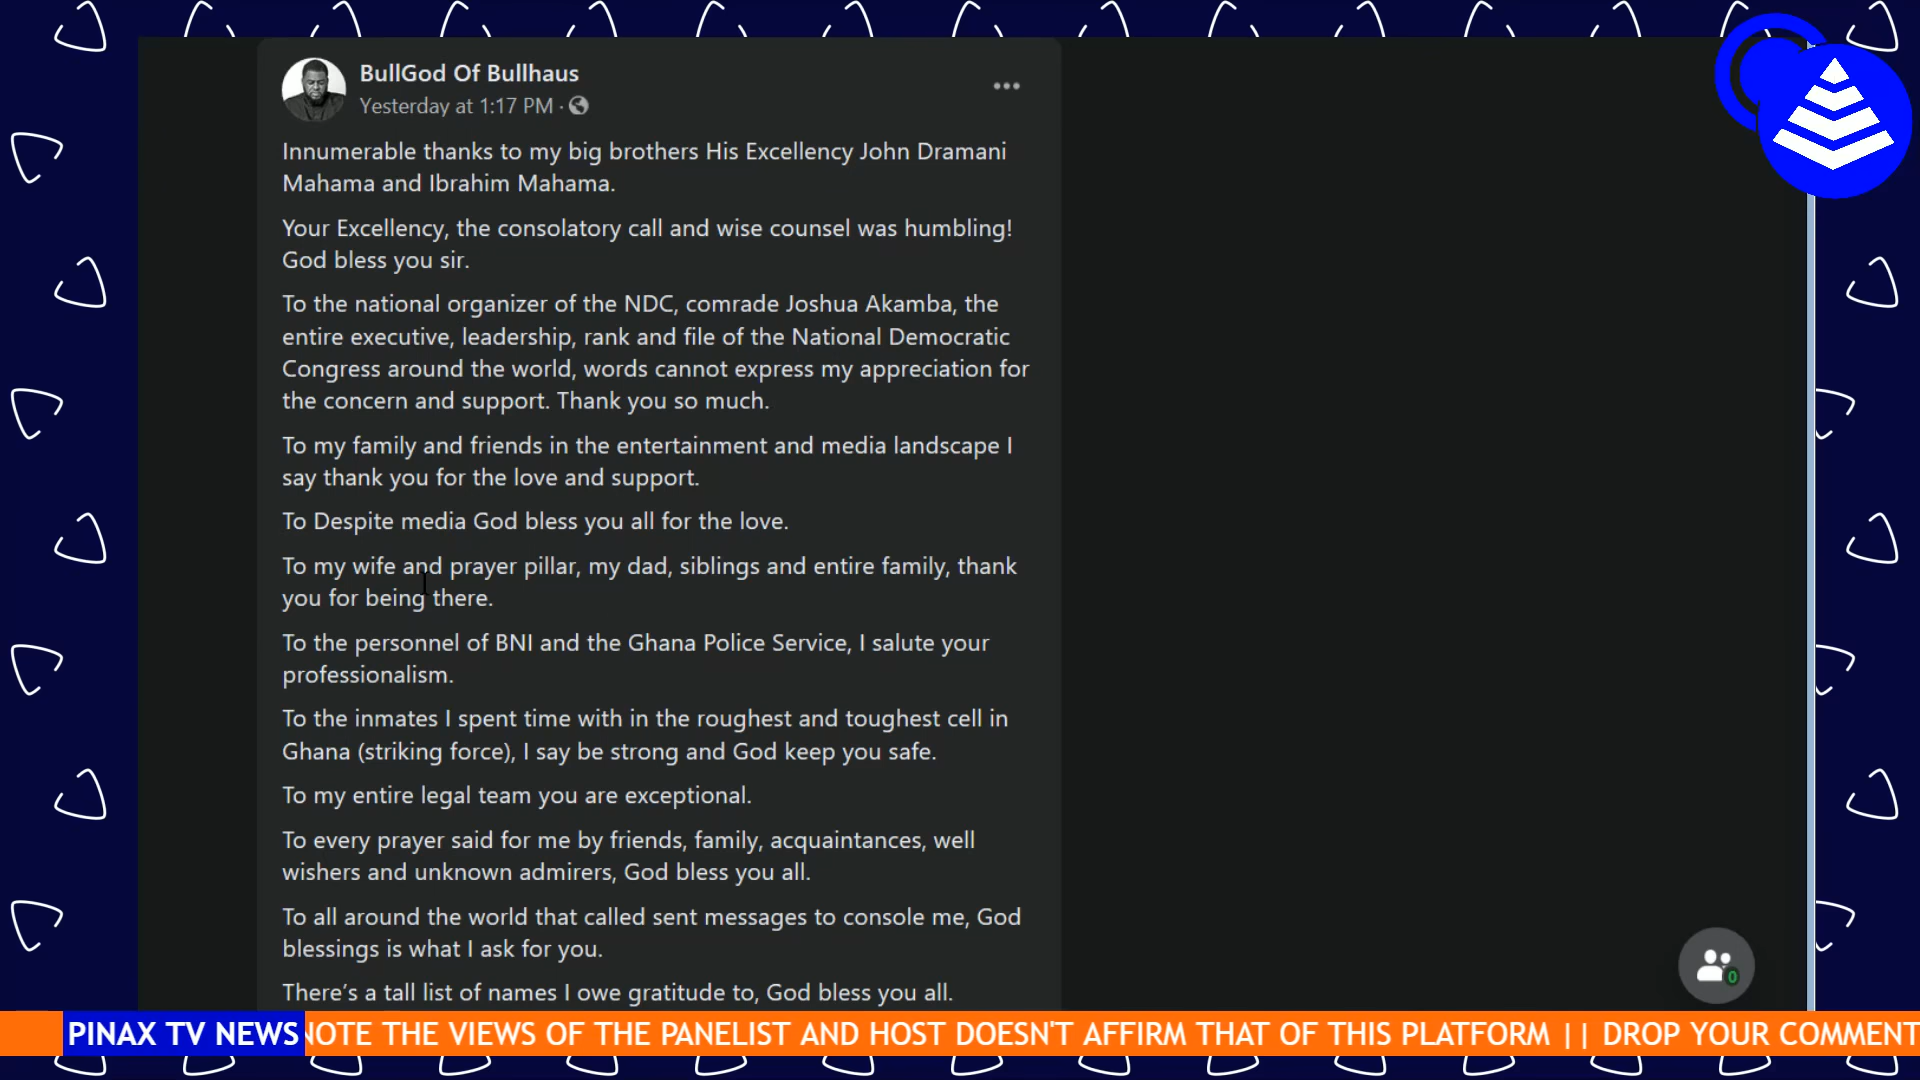 BullGod Of Bullhaus
Yesterday at 1:17 PM ·
Innumerable thanks to my big brothers His Excellency John Dramani
Mahama and Ibrahim Mahama.
Your Excellency, the consolatory call and wise counsel was humbling!
God bless you sir.
To the national organizer of the NDC, comrade Joshua Akamba, the
entire executive, leadership, rank and file of the National Democratic
Congress around the world, words cannot express my appreciation for
the concern and support. Thank you so much.
To my family and friends in the entertainment and media landscape I
say thank you for the love and support.
To Despite media God bless you all for the love.
To my wife and prayer pillar, my dad, siblings and entire family, thank
you for being there.
To the personnel of BNI and the Ghana Police Service, I salute your
professionalism.
To the inmates I spent time with in the roughest and toughest cell in
Ghana (striking force), I say be strong and God keep you safe.
To my entire legal team you are exceptional.
To every prayer said for me by friends, family, acquaintances, well
wishers and unknown admirers, God bless you all.
To all around the world that called sent messages to console me, God
blessings is what I ask for you.
There's a tall list of names I owe gratitude to, God bless you all.
0
PINAX TV NEWS NOTE THE VIEWS OF THE PANELIST AND HOST DOESN'T AFFIRM THAT OF THIS PLATFORM || DROP YOUR COMMENT